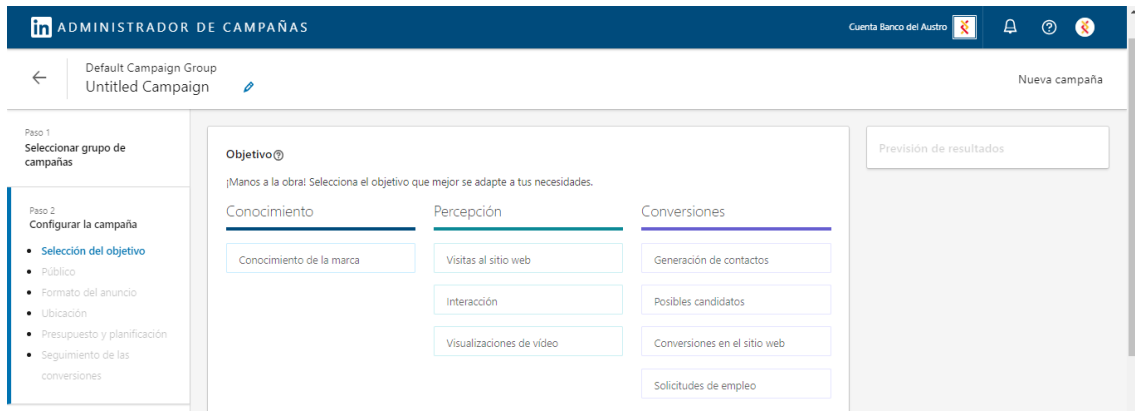 in ADMINISTRADOR DE CAMPAÑAS
Cuenta Banco del Austro
Default Campaign Group
Untitled Campaign
Nueva campaña
Paso 1
Seleccionar grupo de
campañas
Paso 2
Configurar la campaña
Selección del objetivo
Público
Formato del anuncio
Ubicación
Presupuesto y planificación
Seguimiento de las
conversiones
Objetivo
¡Manos a la obra! Selecciona el objetivo que mejor se adapte a tus necesidades.
Conocimiento
Percepción
Conversiones
Conocimiento de la marca
Visitas al sitio web
Generación de contactos
Interacción
Posibles candidatos
Visualizaciones de vídeo
Conversiones en el sitio web
Solicitudes de empleo
Previsión de resultados